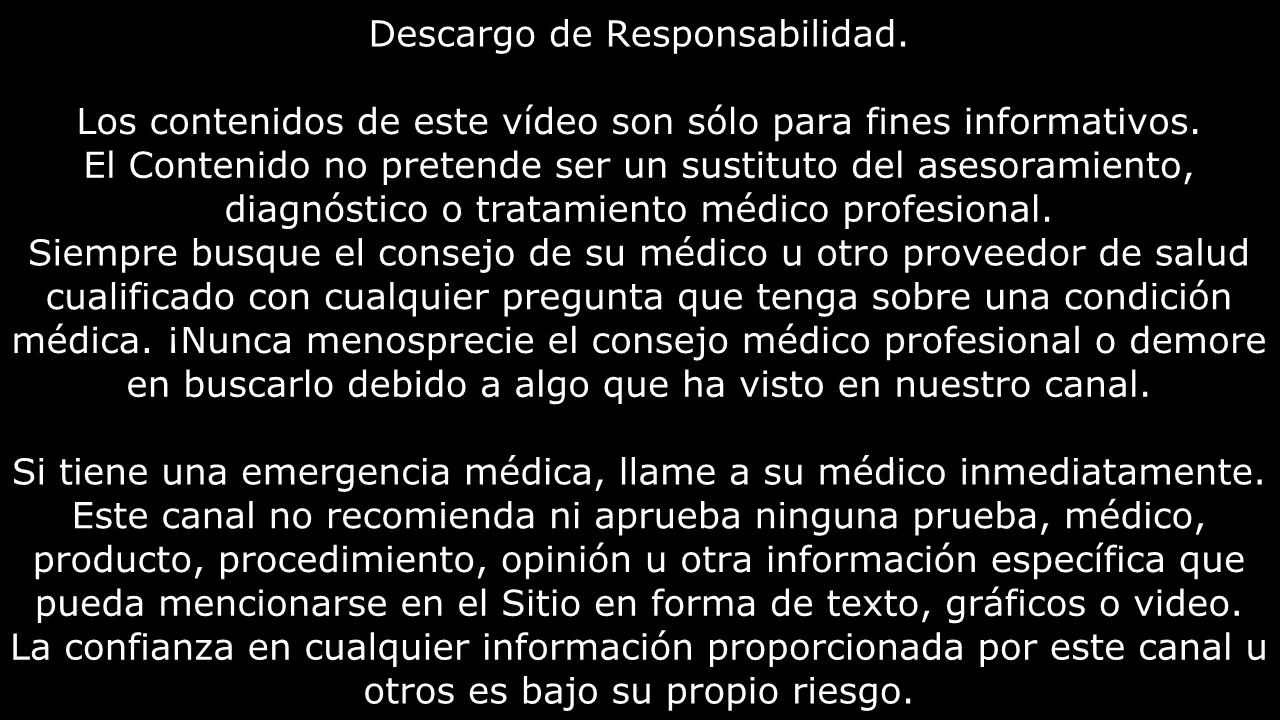 Descargo de Responsabilidad.
Los contenidos de este vídeo son sólo para fines informativos.
El Contenido no pretende ser un sustituto del asesoramiento,
diagnóstico o tratamiento médico profesional.
Siempre busque el consejo de su médico u otro proveedor de salud
cualificado con cualquier pregunta que tenga sobre una condición
médica. ¡Nunca menosprecie el consejo médico profesional o demore
en buscarlo debido a algo que ha visto en nuestro canal.
Si tiene una emergencia médica, llame a su médico inmediatamente.
Este canal no recomienda ni aprueba ninguna prueba, médico,
producto, procedimiento, opinión u otra información específica que
pueda mencionarse en el Sitio en forma de texto, gráficos o video.
La confianza en cualquier información proporcionada por este canal u
otros es bajo su propio riesgo.